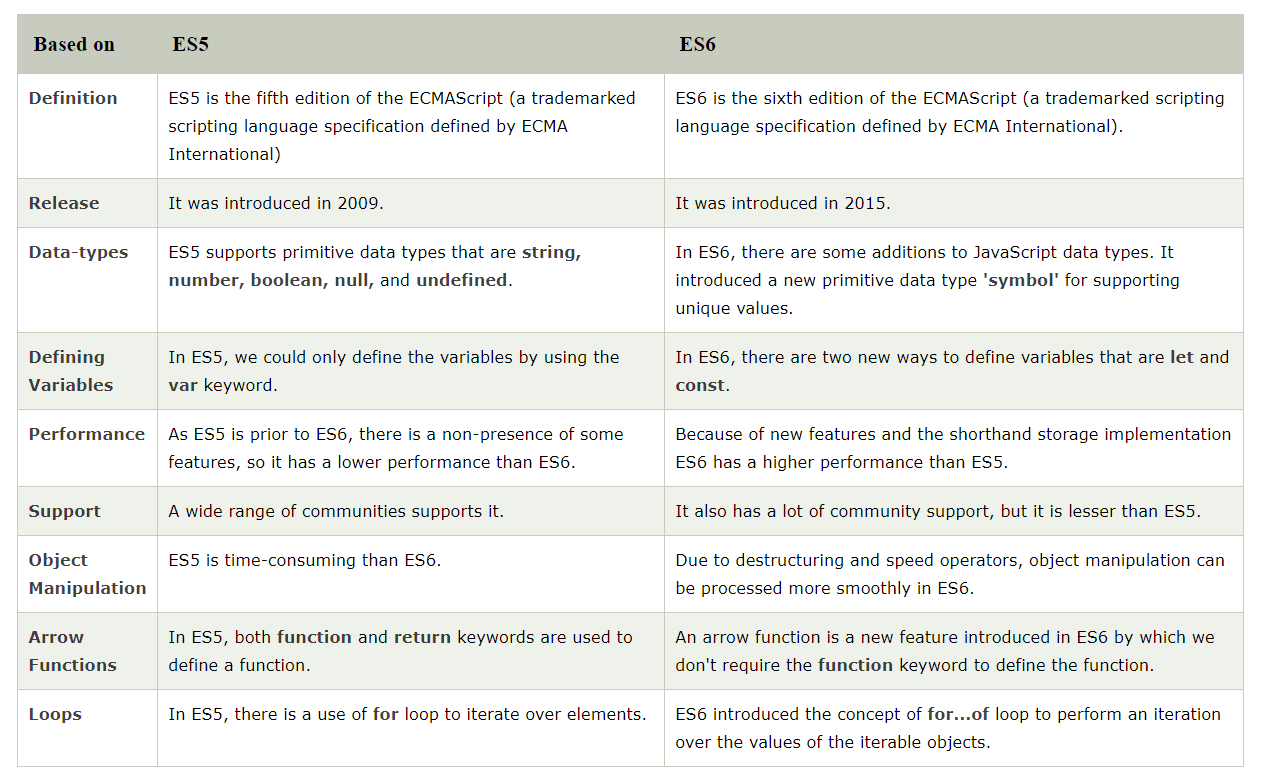 Based on
ES5
ES6
Definition
ES5 is the fifth edition of the ECMAScript (a trademarked
scripting language specification defined by ECMA
International)
ES6 is the sixth edition of the ECMAScript (a trademarked scripting
language specification defined by ECMA International).
Release
It was introduced in 2009.
It was introduced in 2015.
Data-types
ES5 supports primitive data types that are string,
number, boolean, null, and undefined.
In ES6, there are some additions to JavaScript data types. It
introduced a new primitive data type 'symbol' for supporting
unique values.
Defining
Variables
In ES5, we could only define the variables by using the
var keyword.
In ES6, there are two new ways to define variables that are let and
const.
Performance
As ES5 is prior to ES6, there is a non-presence of some
features, so it has a lower performance than ES6.
Because of new features and the shorthand storage implementation
ES6 has a higher performance than ES5.
Support
A wide range of communities supports it.
It also has a lot of community support, but it is lesser than ES5.
Object
Manipulation
ES5 is time-consuming than ES6.
Due to destructuring and speed operators, object manipulation can
be processed more smoothly in ES6.
Arrow
Functions
In ES5, both function and return keywords are used to
define a function.
An arrow function is a new feature introduced in ES6 by which we
don't require the function keyword to define the function.
Loops
In ES5, there is a use of for loop to iterate over elements.
ES6 introduced the concept of for...of loop to perform an iteration
over the values of the iterable objects.